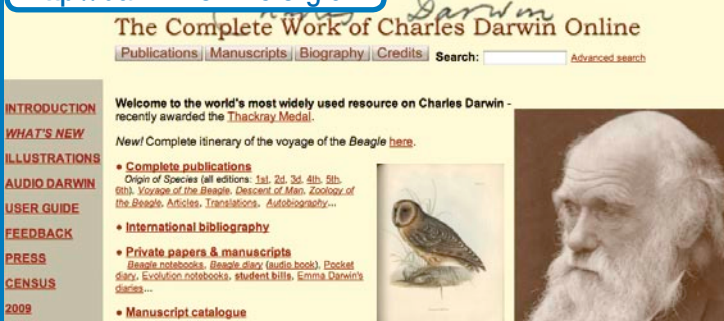 Charles Darwin
The Complete Work of Charles Darwin Online
Publications Manuscripts Biography Credits Search: Advanced search
INTRODUCTION
WHAT'S NEW
ILLUSTRATIONS
AUDIO DARWIN
USER GUIDE
FEEDBACK
PRESS
CENSUS
2009
Welcome to the world's most widely used resource on Charles Darwin -
recently awarded the Thackray Medal.
New! Complete itinerary of the voyage of the Beagle here.
• Complete publications
Origin of Species (all editions: 1st, 2d, 3d, 4th, 5th,
6th), Voyage of the Beagle, Descent of Man, Zoology of
the Beagle, Articles, Translations, Autobiography...
• International bibliography
• Private papers & manuscripts
Beagle notebooks, Beagle diary (audio book), Pocket
diary, Evolution notebooks, student bills, Emma Darwin's
diaries...
• Manuscript catalogue